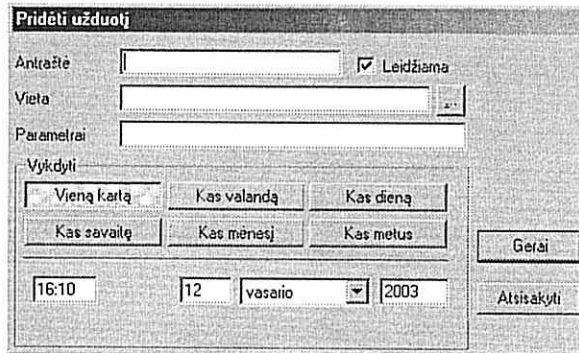 Pridėti užduotį
Antraštė
Leidžiama
Vieta
...
Parametrai
Vykdyti
Vieną kartą Kas valandą Kas dieną
Kas savaitę Kas mėnesį Kas metus
Gerai
16:10 12 vasario 2003
Atsisakyti